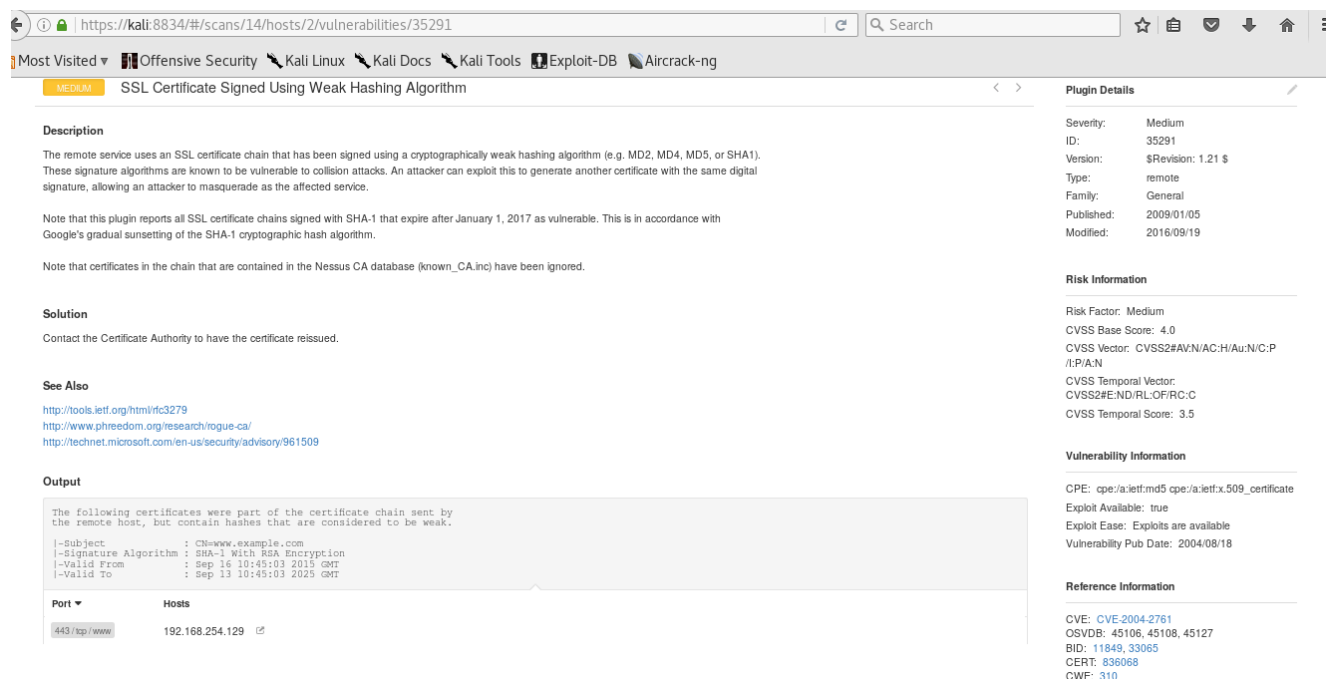 https://kali:8834/#/scans/14/hosts/2/vulnerabilities/35291
Search
Most Visited
Offensive Security
Kali Linux
Kali Docs
Kali Tools
Exploit-DB
Aircrack-ng
MEDIUM
SSL Certificate Signed Using Weak Hashing Algorithm
Description
The remote service uses an SSL certificate chain that has been signed using a cryptographically weak hashing algorithm (e.g. MD2, MD4, MD5, or SHA1).
These signature algorithms are known to be vulnerable to collision attacks. An attacker can exploit this to generate another certificate with the same digital
signature, allowing an attacker to masquerade as the affected service.
Note that this plugin reports all SSL certificate chains signed with SHA-1 that expire after January 1, 2017 as vulnerable. This is in accordance with
Google's gradual sunsetting of the SHA-1 cryptographic hash algorithm.
Note that certificates in the chain that are contained in the Nessus CA database (known_CA.inc) have been ignored.
Solution
Contact the Certificate Authority to have the certificate reissued.
See Also
http://tools.ietf.org/html/rfc3279
http://www.phreedom.org/research/rogue-ca/
http://technet.microsoft.com/en-us/security/advisory/961509
Output
The following certificates were part of the certificate chain sent by
the remote host, but contain hashes that are considered to be weak.
|-Subject : CN=www.example.com
|-Signature Algorithm : SHA-1 With RSA Encryption
|-Valid From : Sep 16 10:45:03 2015 GMT
|-Valid To : Sep 13 10:45:03 2025 GMT
Port Hosts
443 / tcp / www 192.168.254.129
Plugin Details
Severity: Medium
ID: 35291
Version: $Revision: 1.21 $
Type: remote
Family: General
Published: 2009/01/05
Modified: 2016/09/19
Risk Information
Risk Factor: Medium
CVSS Base Score: 4.0
CVSS Vector: CVSS2#AV:N/AC:H/Au:N/C:P
/I:P/A:N
CVSS Temporal Vector:
CVSS2#E:ND/RL:OF/RC:C
CVSS Temporal Score: 3.5
Vulnerability Information
CPE: cpe:/a:ietf:md5 cpe:/a:ietf:x.509_certificate
Exploit Available: true
Exploit Ease: Exploits are available
Vulnerability Pub Date: 2004/08/18
Reference Information
CVE: CVE-2004-2761
OSVDB: 45106, 45108, 45127
BID: 11849, 33065
CERT: 836068
CWE: 310